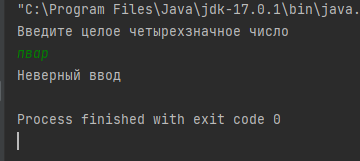 "C:\Program Files\Java\jdk-17.0.1\bin\java.
Введите целое четырехзначное число
пвар
Неверный ввод
Process finished with exit code 0